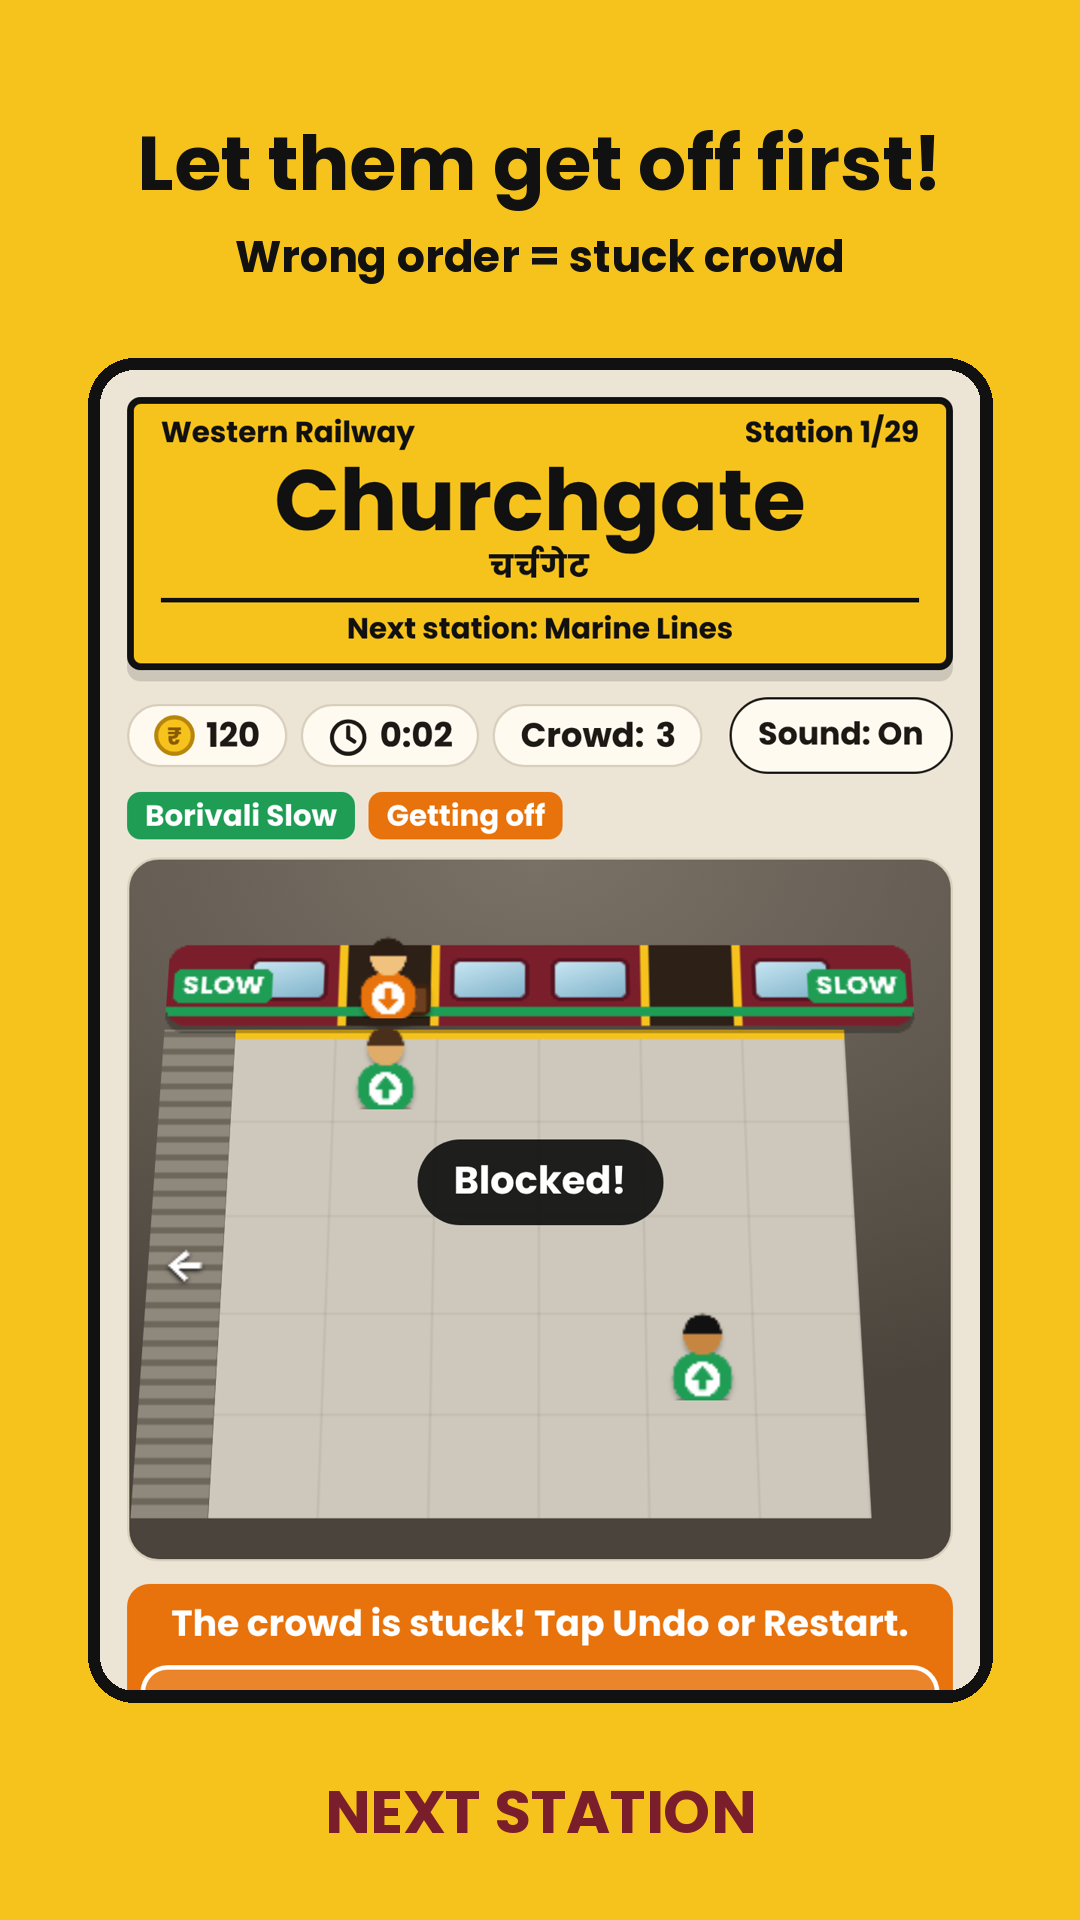 Let them get off first!
Wrong order = stuck crowd
Western Railway
Station 1/29
Churchgate
चर्चगेट
Next station: Marine Lines
₹ 120
0:02
Crowd: 3
Sound: On
Borivali Slow
Getting off
SLOW
SLOW
Blocked!
The crowd is stuck! Tap Undo or Restart.
NEXT STATION